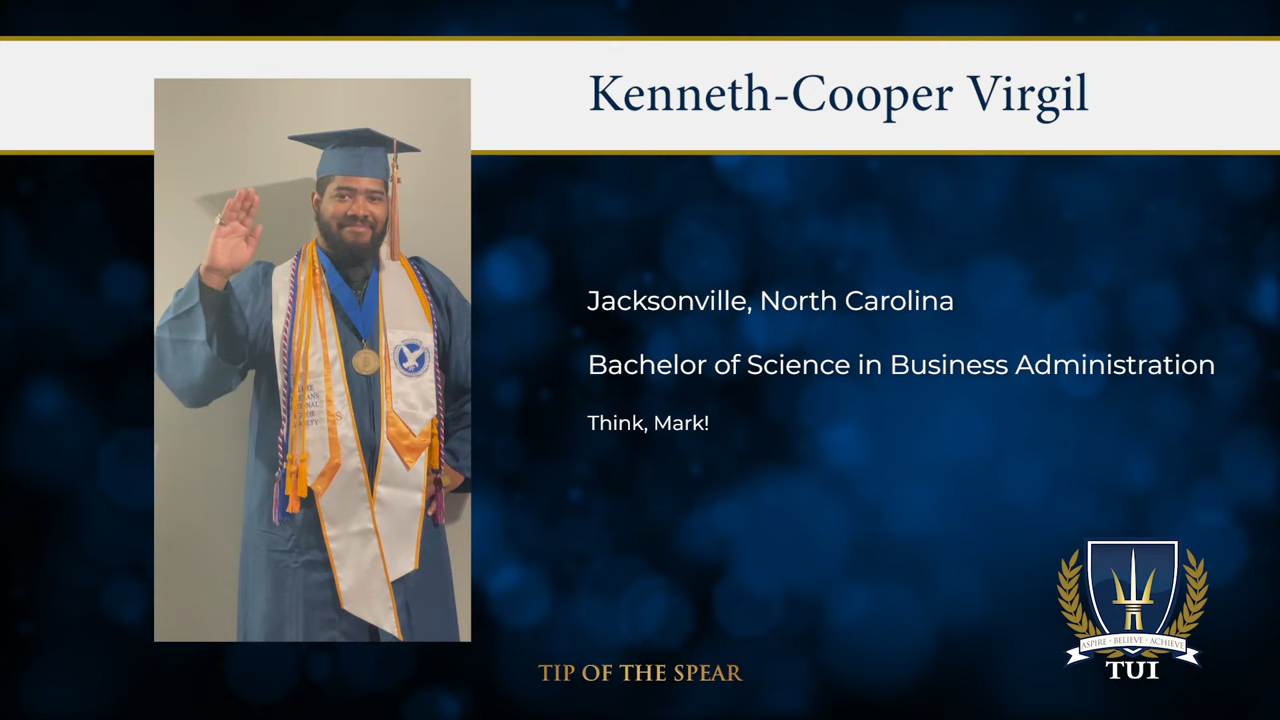 Kenneth-Cooper Virgil
Jacksonville, North Carolina
Bachelor of Science in Business Administration
Think, Mark!
TIP OF THE SPEAR
ASPIRE · BELIEVE · ACHIEVE
TUI